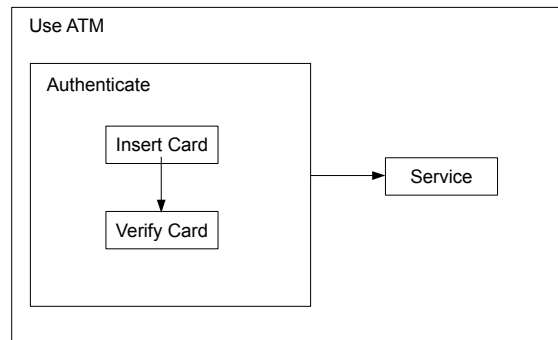 Use ATM
Authenticate
Insert Card
Service
Verify Card